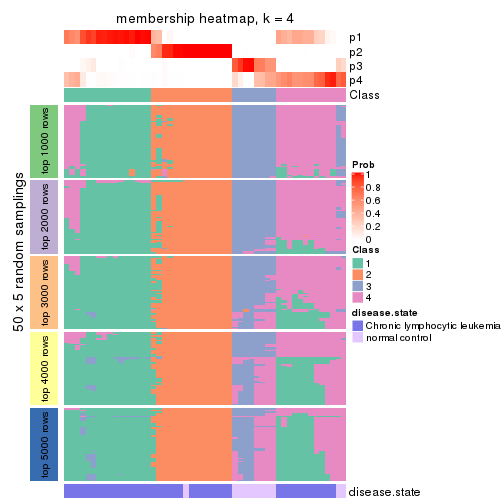 membership heatmap, k = 4
p1
p2
p3
p4
Class
50 x 5 random samplings
top 1000 rows
top 2000 rows
top 3000 rows
top 4000 rows
top 5000 rows
Prob
1
0.8
0.6
0.4
0.2
0
Class
1
2
3
4
disease.state
Chronic lymphocytic leukemia
normal control
disease.state